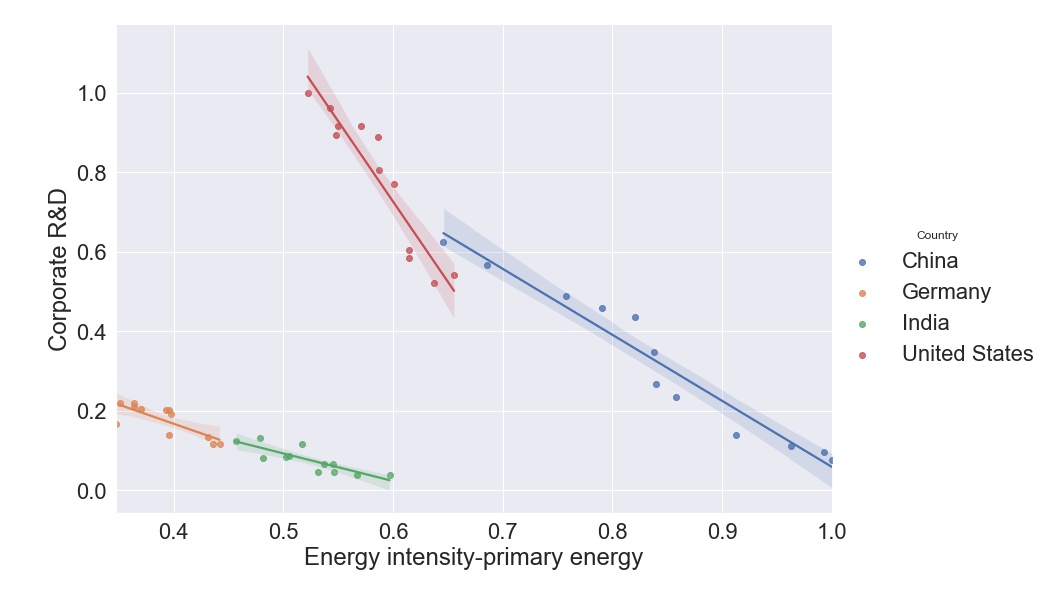 1.0
0.8
0.6
0.4
0.2
0.0
Corporate R&D
0.4 0.5 0.6 0.7 0.8 0.9 1.0
Energy intensity-primary energy
Country
China
Germany
India
United States